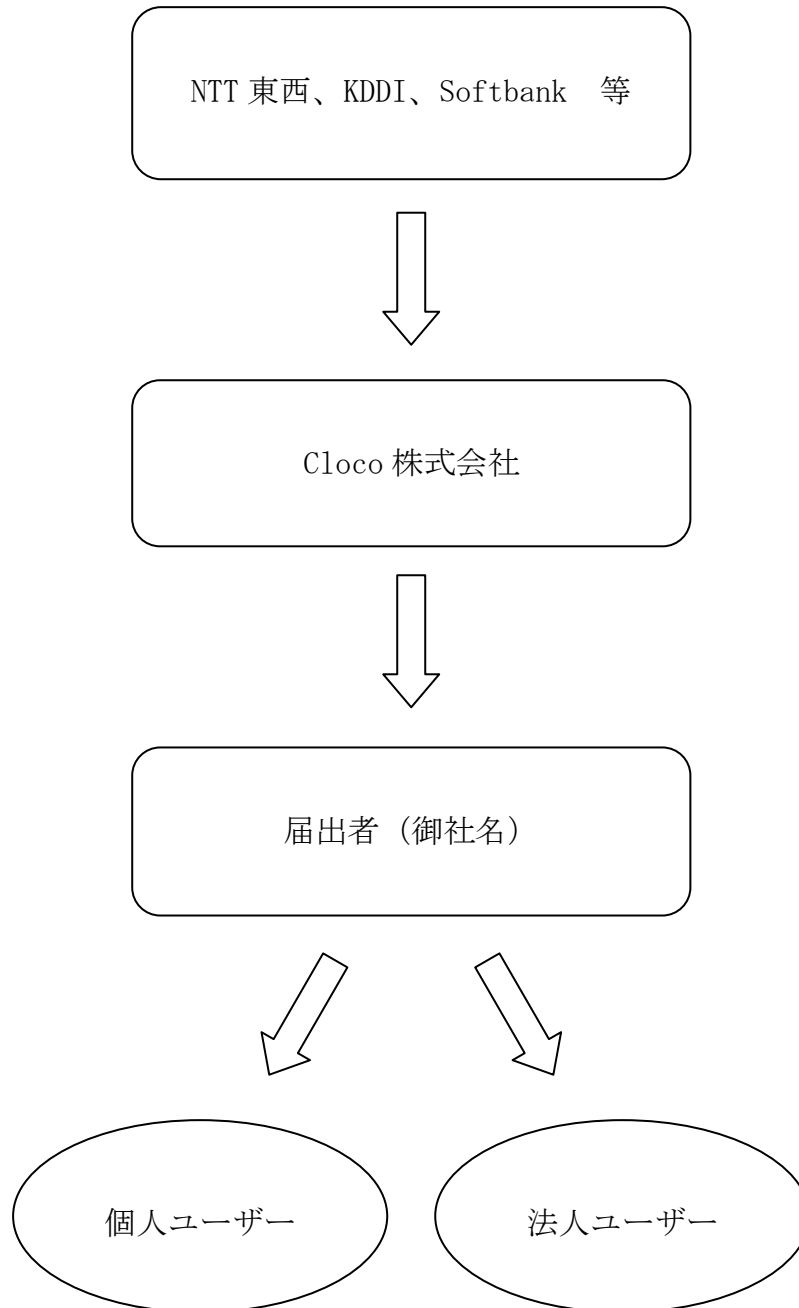 NTT 東西、KDDI、Softbank　等
Cloco 株式会社
届出者（御社名）
個人ユーザー
法人ユーザー